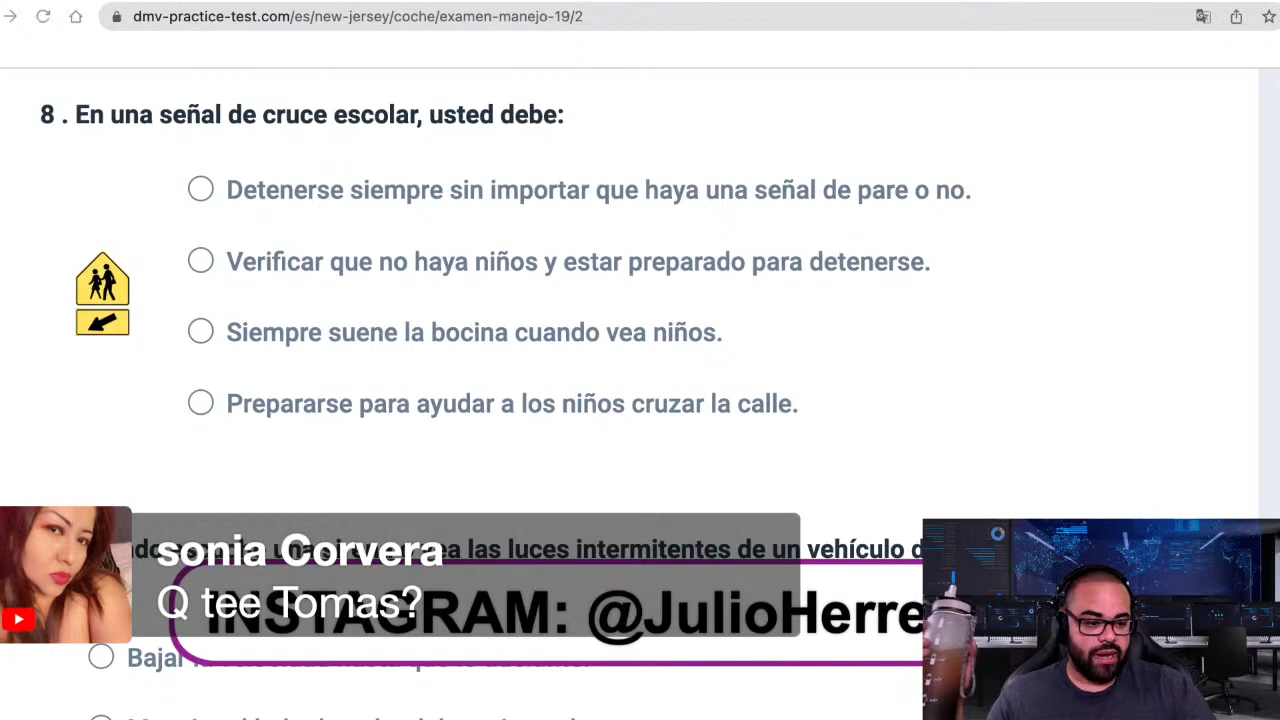 dmv-practice-test.com/es/new-jersey/coche/examen-manejo-19/2
8 . En una señal de cruce escolar, usted debe:
Detenerse siempre sin importar que haya una señal de pare o no.
Verificar que no haya niños y estar preparado para detenerse.
Siempre suene la bocina cuando vea niños.
Prepararse para ayudar a los niños cruzar la calle.
las luces intermitentes de un vehículo
sonia Corvera
Q tee Tomas?
INSTAGRAM: @JulioHerre
Bajar